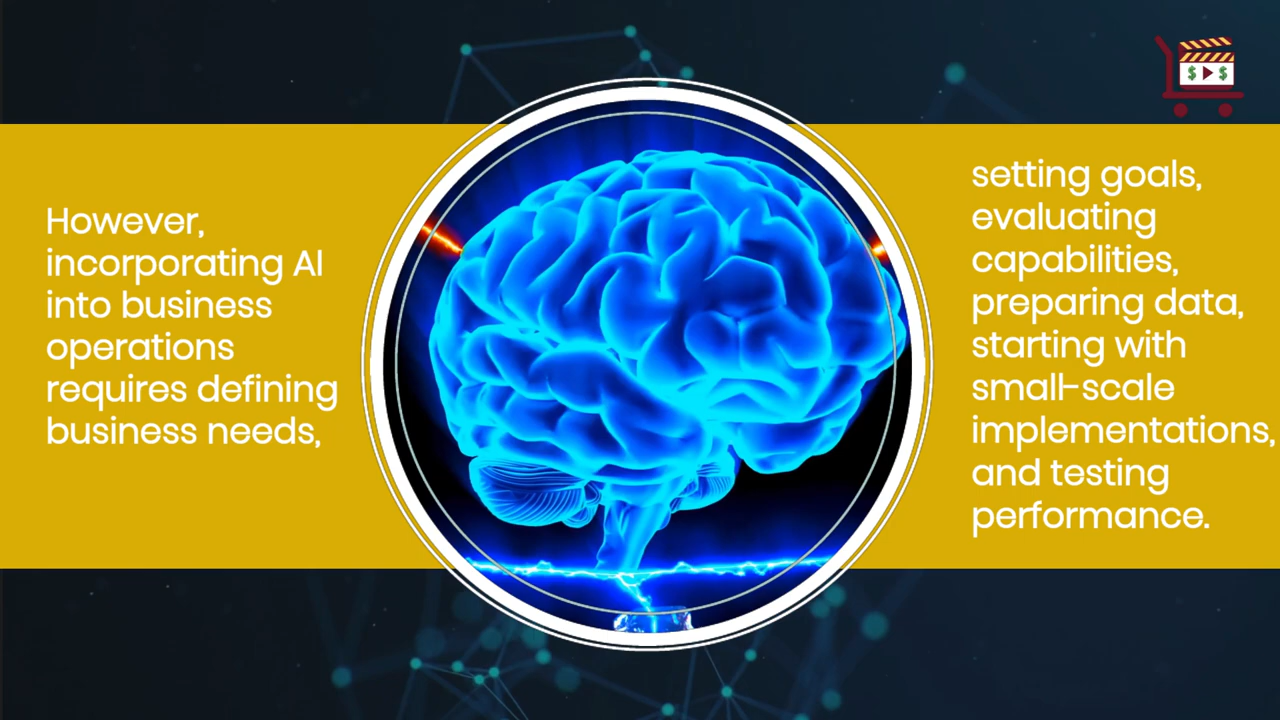 However,
incorporating AI
into business
operations
requires defining
business needs,
setting goals,
evaluating
capabilities,
preparing data,
starting with
small-scale
implementations,
and testing
performance.
$ $